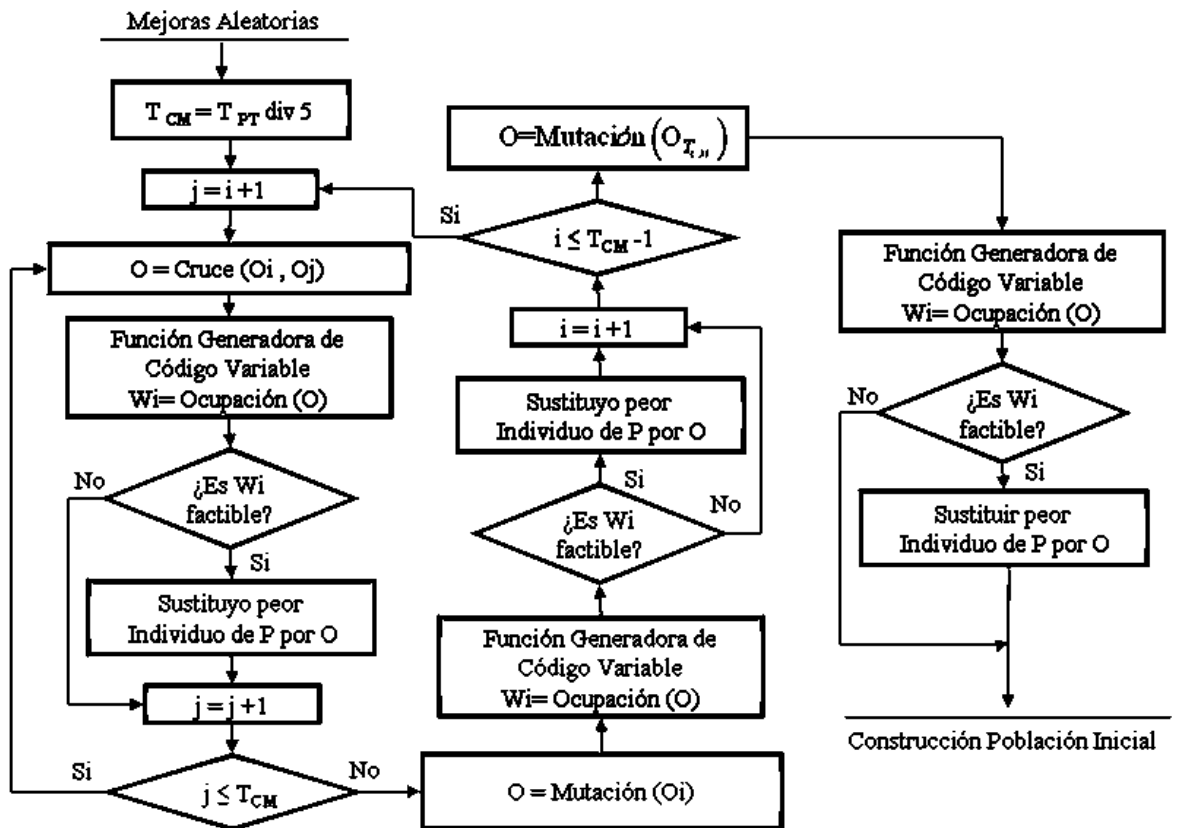 Mejoras Aleatorias
T CM = T PT div 5
j = i +1
O = Cruce (Oi , Oj)
Función Generadora de
Código Variable
Wi= Ocupación (O)
No
¿Es Wi
factible?
Si
Sustituyo peor
Individuo de P por O
j = j +1
Si
j ≤ TCM
No
O = Mutación (Oi)
Función Generadora de
Código Variable
Wi= Ocupación (O)
¿Es Wi
factible?
No
Si
Sustituyo peor
Individuo de P por O
i = i +1
i ≤ TCM -1
Si
O=Mutación (O)
Función Generadora de
Código Variable
Wi= Ocupación (O)
No
¿Es Wi
factible?
Si
Sustituir peor
Individuo de P por O
Construcción Población Inicial